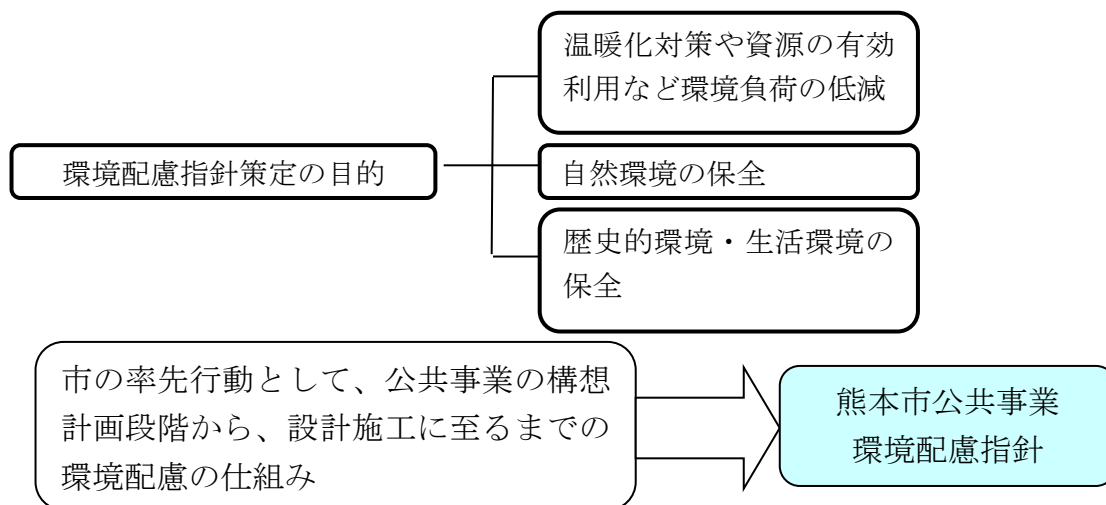 温暖化対策や資源の有効
利用など環境負荷の低減
環境配慮指針策定の目的
自然環境の保全
歴史的環境・生活環境の
保全
市の率先行動として、公共事業の構想
計画段階から、設計施工に至るまでの
環境配慮の仕組み
熊本市公共事業
環境配慮指針